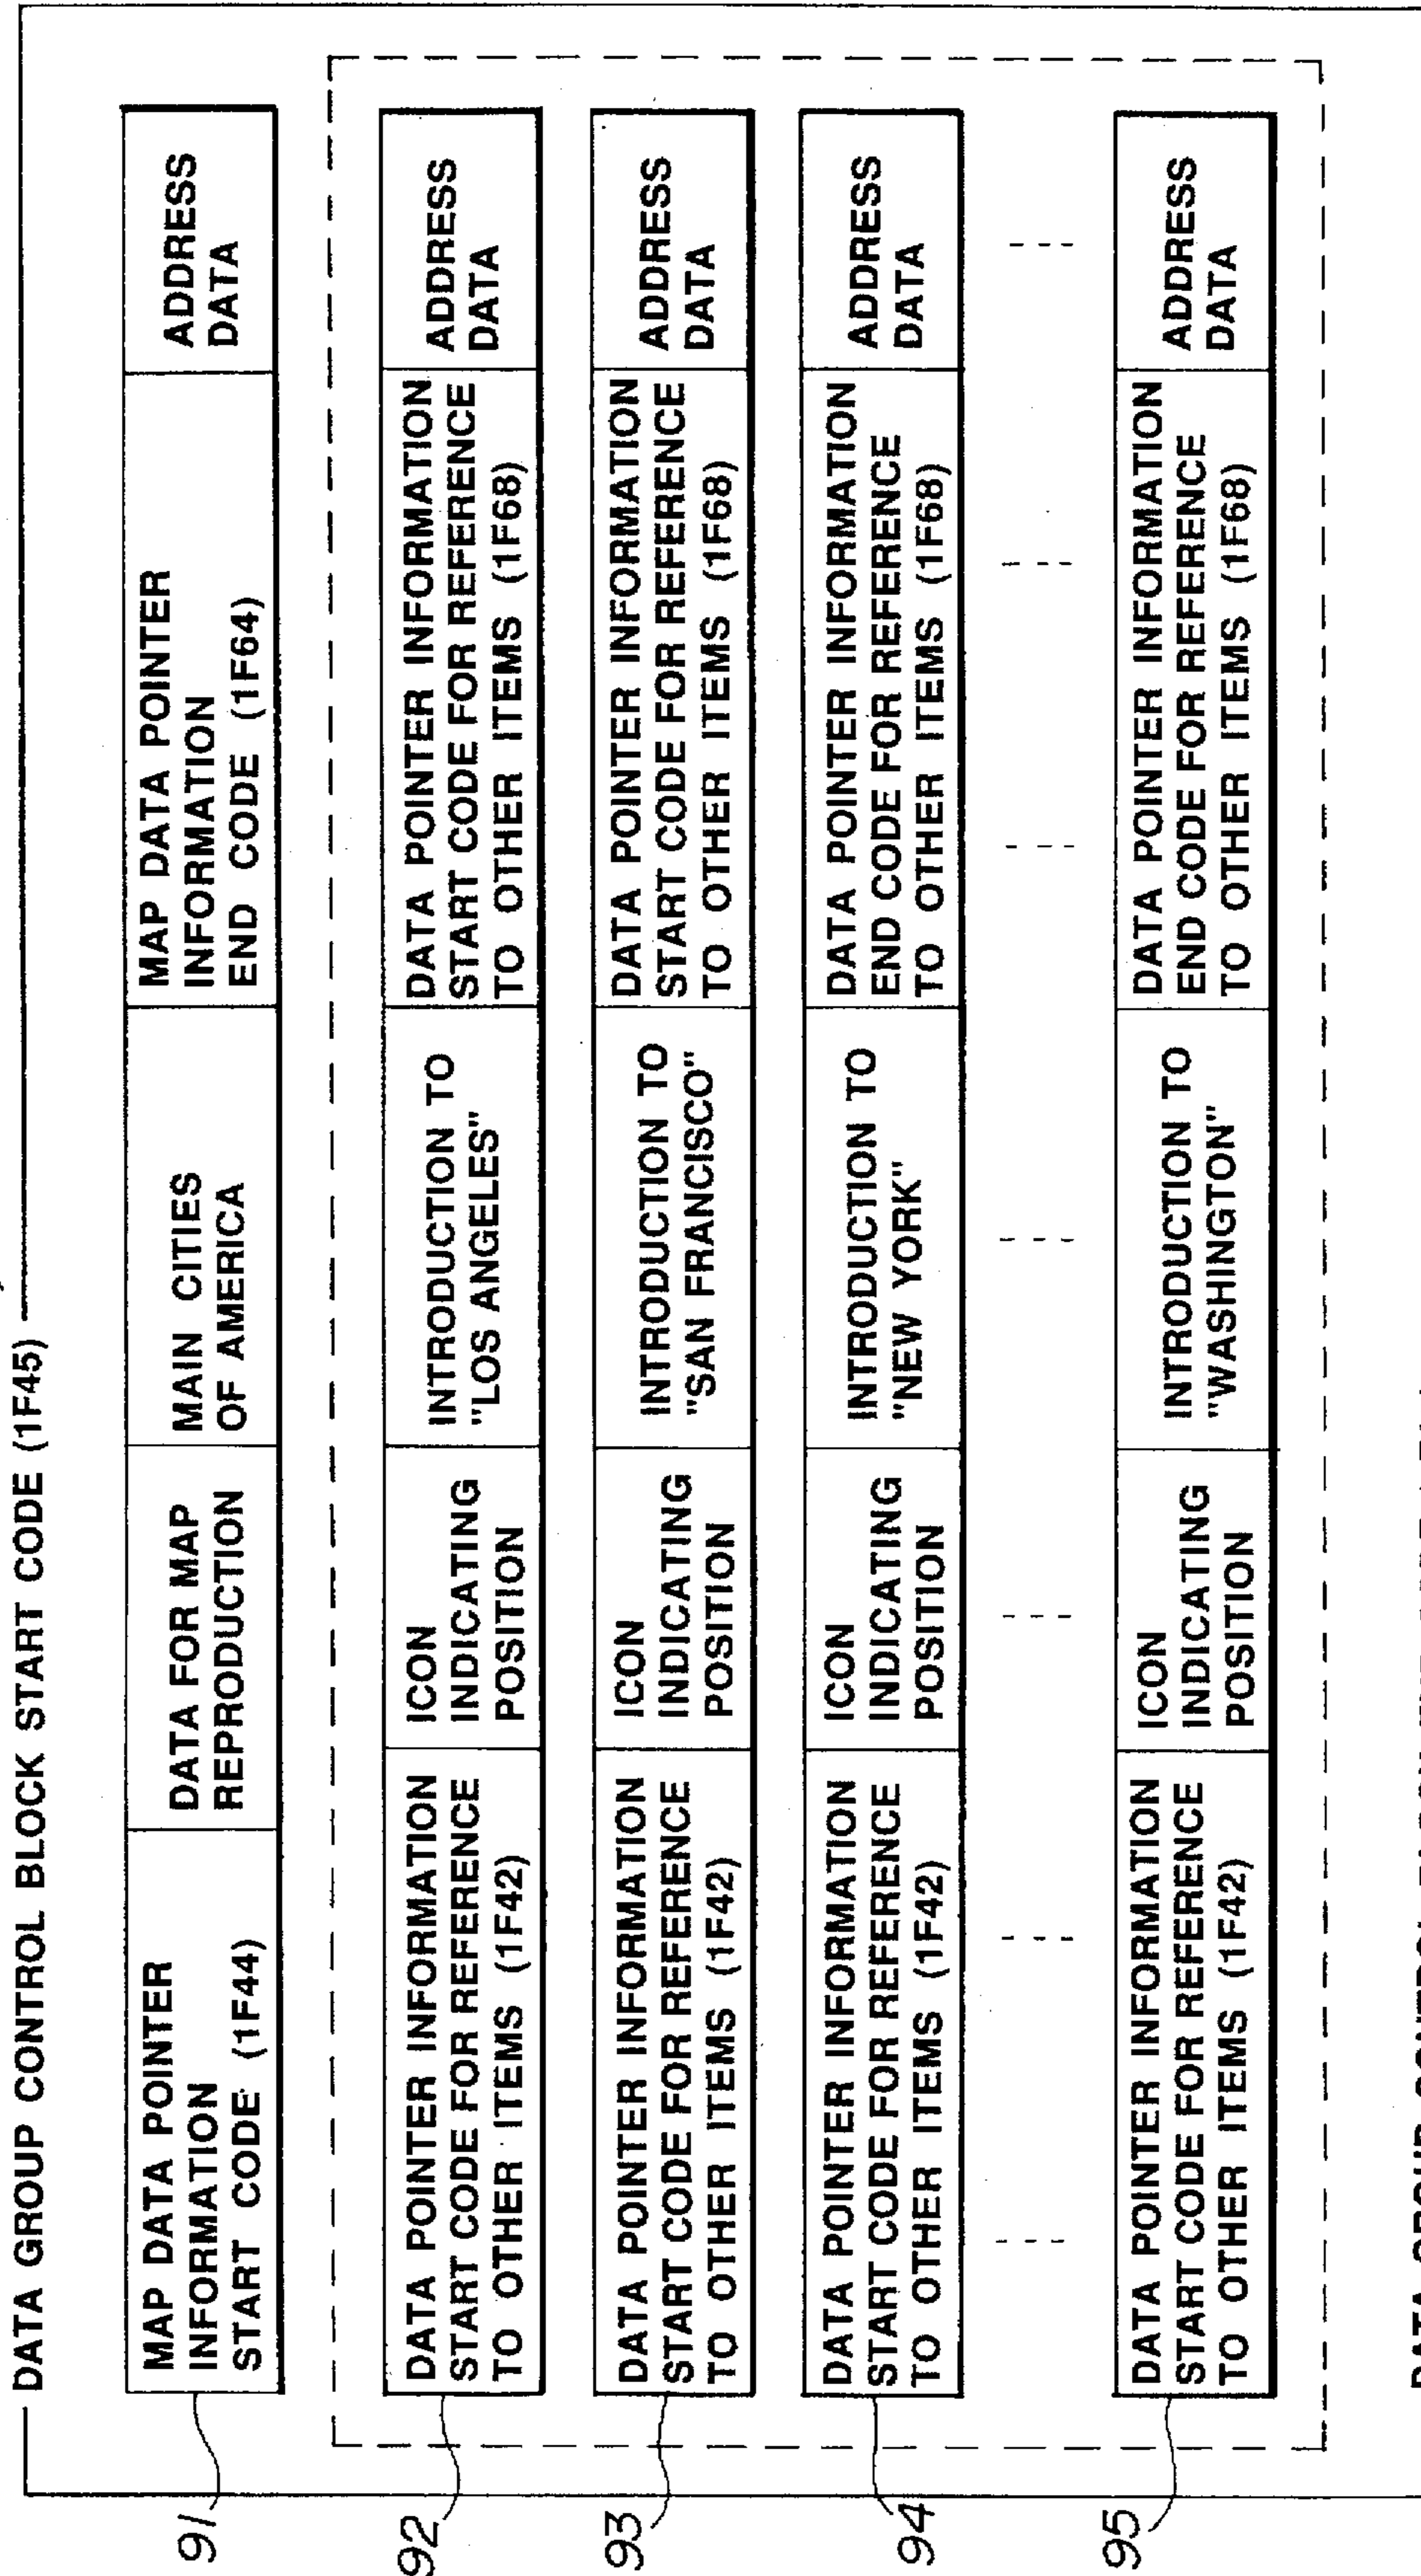 DATA GROUP CONTROL BLOCK START CODE (1F45)
91
MAP DATA POINTER
INFORMATION
START CODE (1F44)
DATA FOR MAP
REPRODUCTION
MAIN CITIES
OF AMERICA
MAP DATA POINTER
INFORMATION
END CODE (1F64)
ADDRESS
DATA
92
DATA POINTER INFORMATION
START CODE FOR REFERENCE
TO OTHER ITEMS (1F42)
ICON
INDICATING
POSITION
INTRODUCTION TO
"LOS ANGELES"
DATA POINTER INFORMATION
START CODE FOR REFERENCE
TO OTHER ITEMS (1F68)
ADDRESS
DATA
93
DATA POINTER INFORMATION
START CODE FOR REFERENCE
TO OTHER ITEMS (1F42)
ICON
INDICATING
POSITION
INTRODUCTION TO
"SAN FRANCISCO"
DATA POINTER INFORMATION
START CODE FOR REFERENCE
TO OTHER ITEMS (1F68)
ADDRESS
DATA
94
DATA POINTER INFORMATION
START CODE FOR REFERENCE
TO OTHER ITEMS (1F42)
ICON
INDICATING
POSITION
INTRODUCTION TO
"NEW YORK"
DATA POINTER INFORMATION
END CODE FOR REFERENCE
TO OTHER ITEMS (1F68)
ADDRESS
DATA
95
DATA POINTER INFORMATION
START CODE FOR REFERENCE
TO OTHER ITEMS (1F42)
ICON
INDICATING
POSITION
INTRODUCTION TO
"WASHINGTON"
DATA POINTER INFORMATION
END CODE FOR REFERENCE
TO OTHER ITEMS (1F68)
ADDRESS
DATA
DATA GROUP CONTROL